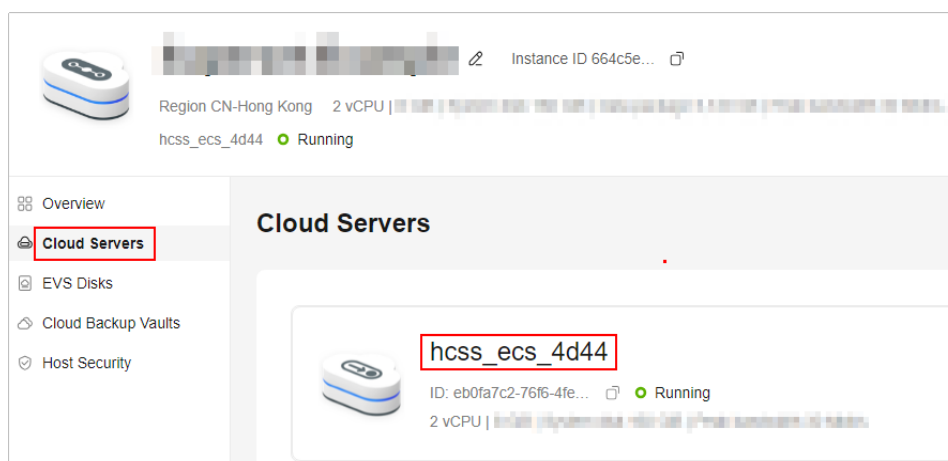 Instance ID 664c5e...
Region CN-Hong Kong 2 vCPU |
hcss_ecs_4d44 Running
Overview
Cloud Servers
EVS Disks
Cloud Backup Vaults
Host Security
Cloud Servers
hcss_ecs_4d44
ID: eb0fa7c2-76f6-4fe... Running
2 vCPU |